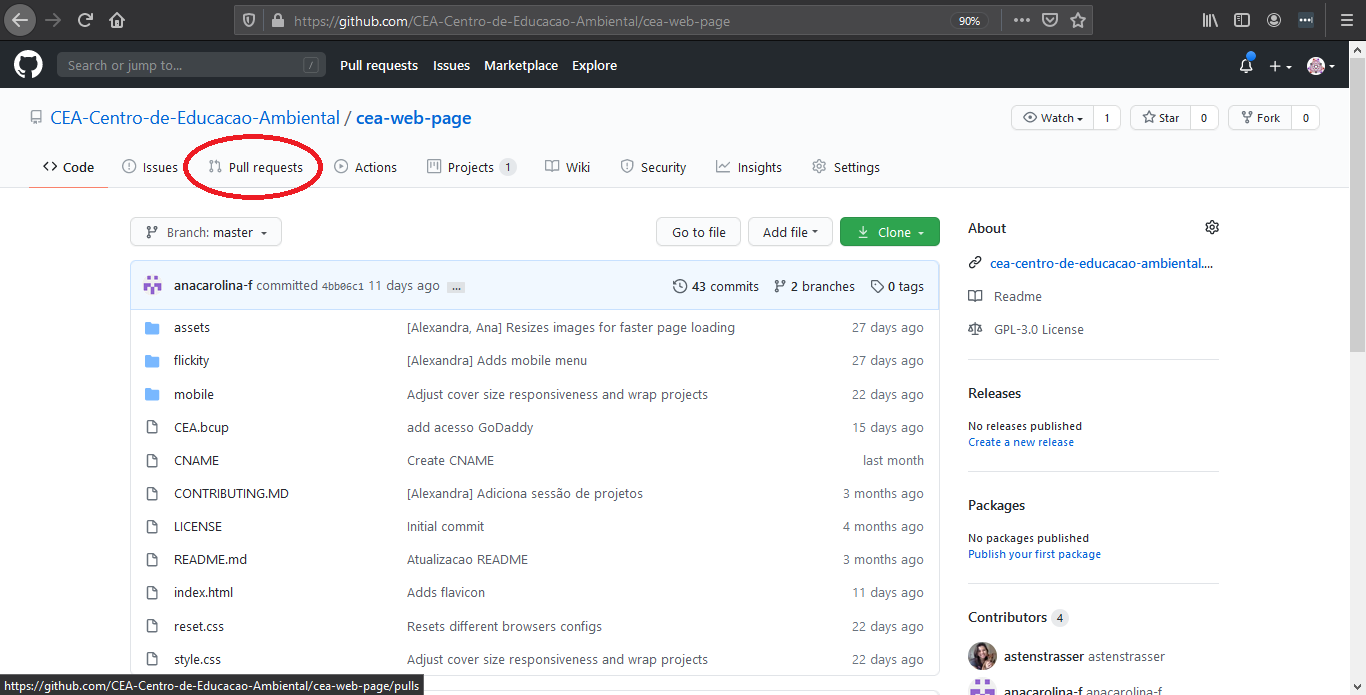 https://github.com/CEA-Centro-de-Educacao-Ambiental/cea-web-page 90%
Search or jump to... / Pull requests Issues Marketplace Explore
CEA-Centro-de-Educacao-Ambiental / cea-web-page Watch 1 Star 0 Fork 0
Code Issues Pull requests Actions Projects 1 Wiki Security Insights Settings
Branch: master Go to file Add file Clone
anacarolina-f committed 4bb06c1 11 days ago ... 43 commits 2 branches 0 tags
assets [Alexandra, Ana] Resizes images for faster page loading 27 days ago
flickity [Alexandra] Adds mobile menu 27 days ago
mobile Adjust cover size responsiveness and wrap projects 22 days ago
CEA.bcup add acesso GoDaddy 15 days ago
CNAME Create CNAME last month
CONTRIBUTING.MD [Alexandra] Adiciona sessão de projetos 3 months ago
LICENSE Initial commit 4 months ago
README.md Atualizacao README 3 months ago
index.html Adds flavicon 11 days ago
reset.css Resets different browsers configs 22 days ago
style.css Adjust cover size responsiveness and wrap projects 22 days ago
About
cea-centro-de-educacao-ambiental....
Readme
GPL-3.0 License
Releases
No releases published
Create a new release
Packages
No packages published
Publish your first package
Contributors 4
astenstrasser astenstrasser
anacarolina-f anacarolina-f
https://github.com/CEA-Centro-de-Educacao-Ambiental/cea-web-page/pulls